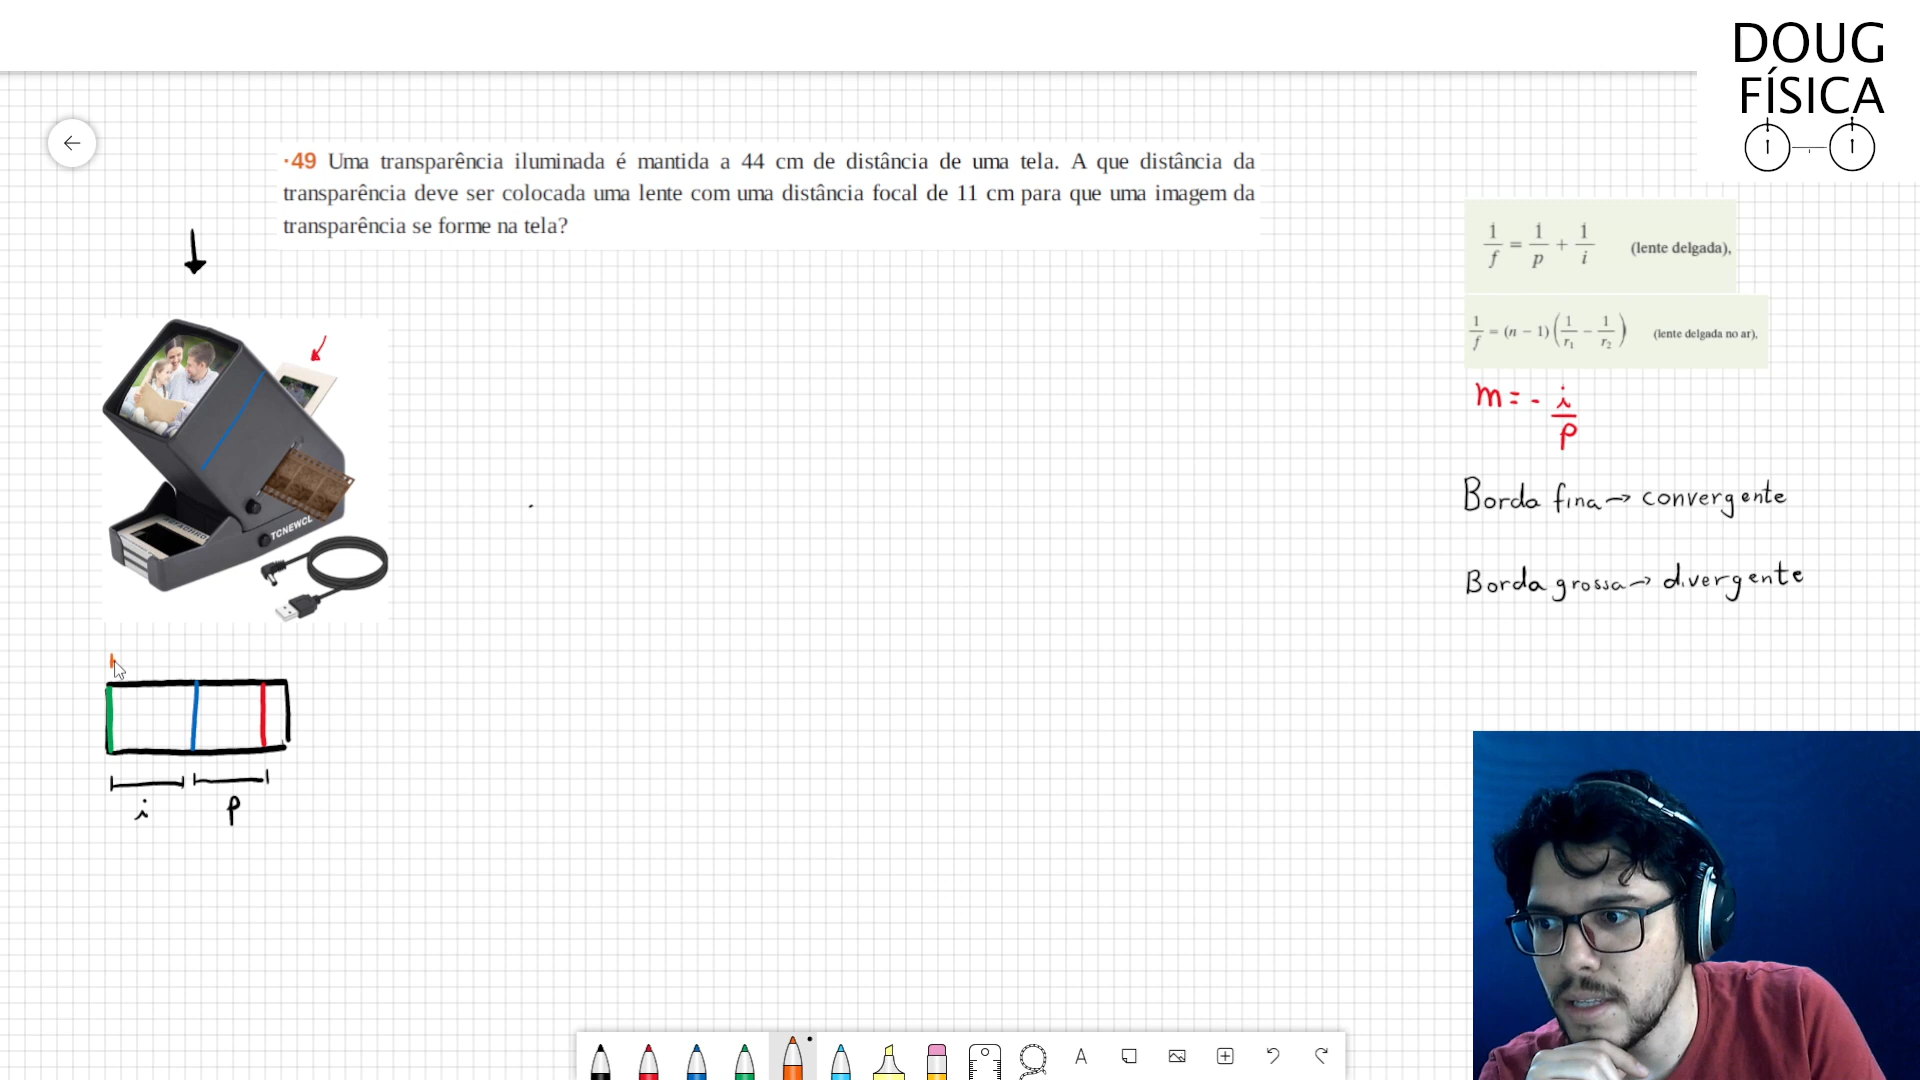 DOUG
FÍSICA
·49 Uma transparência iluminada é mantida a 44 cm de distância de uma tela. A que distância da
transparência deve ser colocada uma lente com uma distância focal de 11 cm para que uma imagem da
transparência se forme na tela?
1/f = 1/p + 1/i (lente delgada),
1/f = (n − 1)(1/r₁ − 1/r₂) (lente delgada no ar),
m = - i/p
Borda fina → convergente
Borda grossa → divergente
TCNEWCL
i p
A